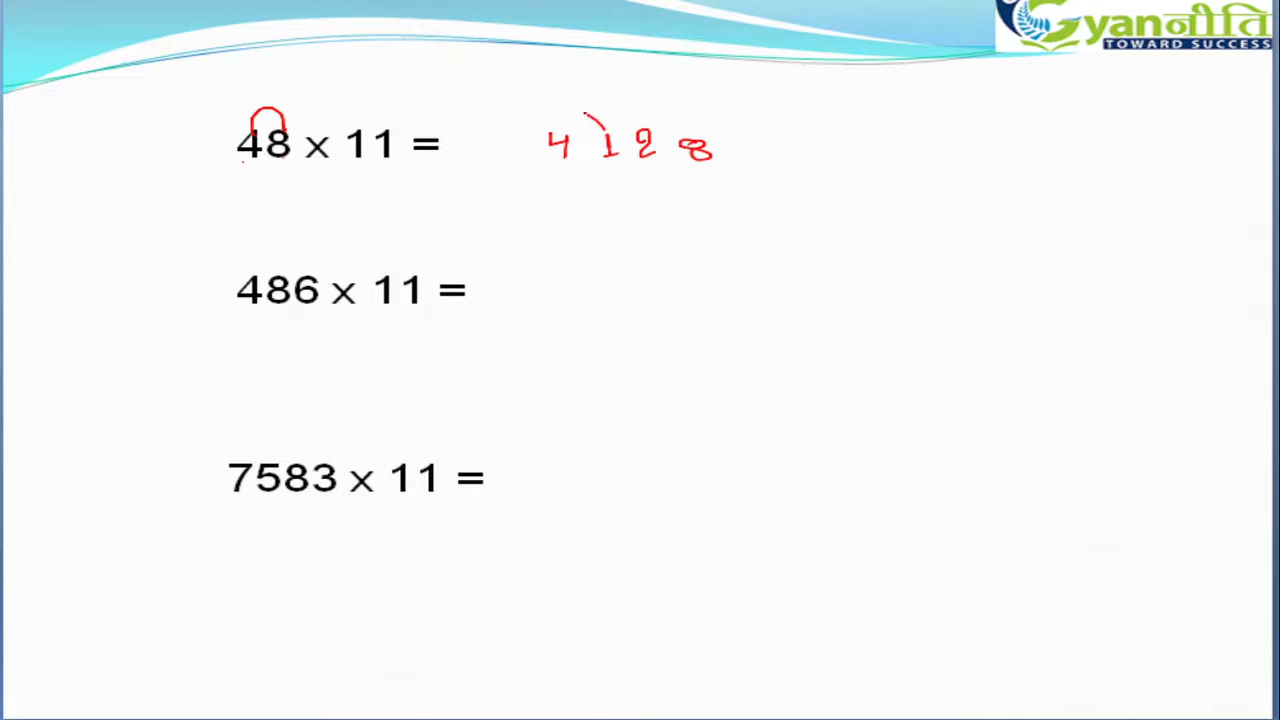 Gyanनीति
TOWARD SUCCESS
48 x 11 = 4 1 2 8
486 x 11 =
7583 x 11 =